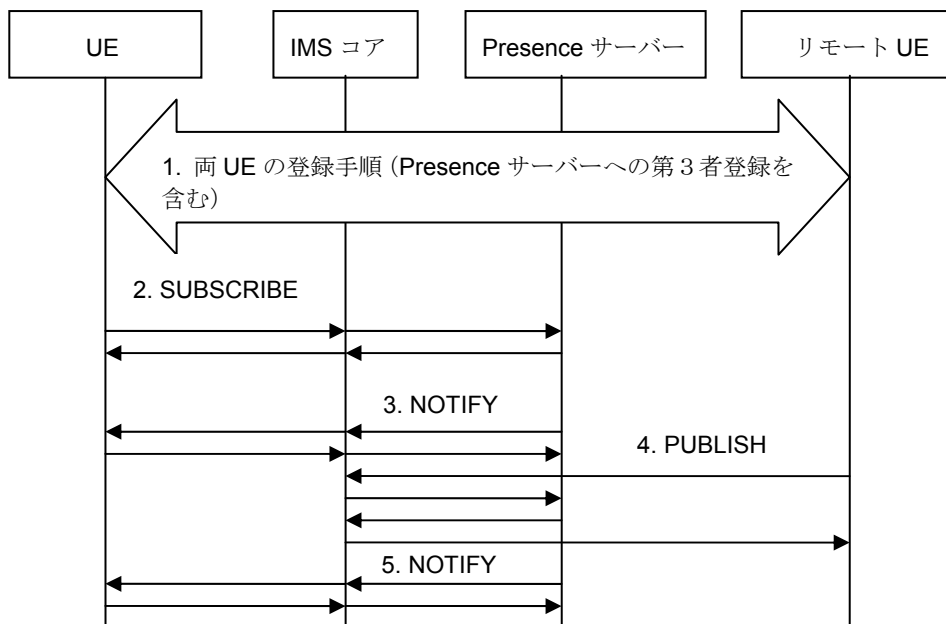 UE
IMS コア
Presence サーバー
リモート UE
1. 両 UE の登録手順（Presence サーバーへの第３者登録を
含む）
2. SUBSCRIBE
3. NOTIFY
4. PUBLISH
5. NOTIFY